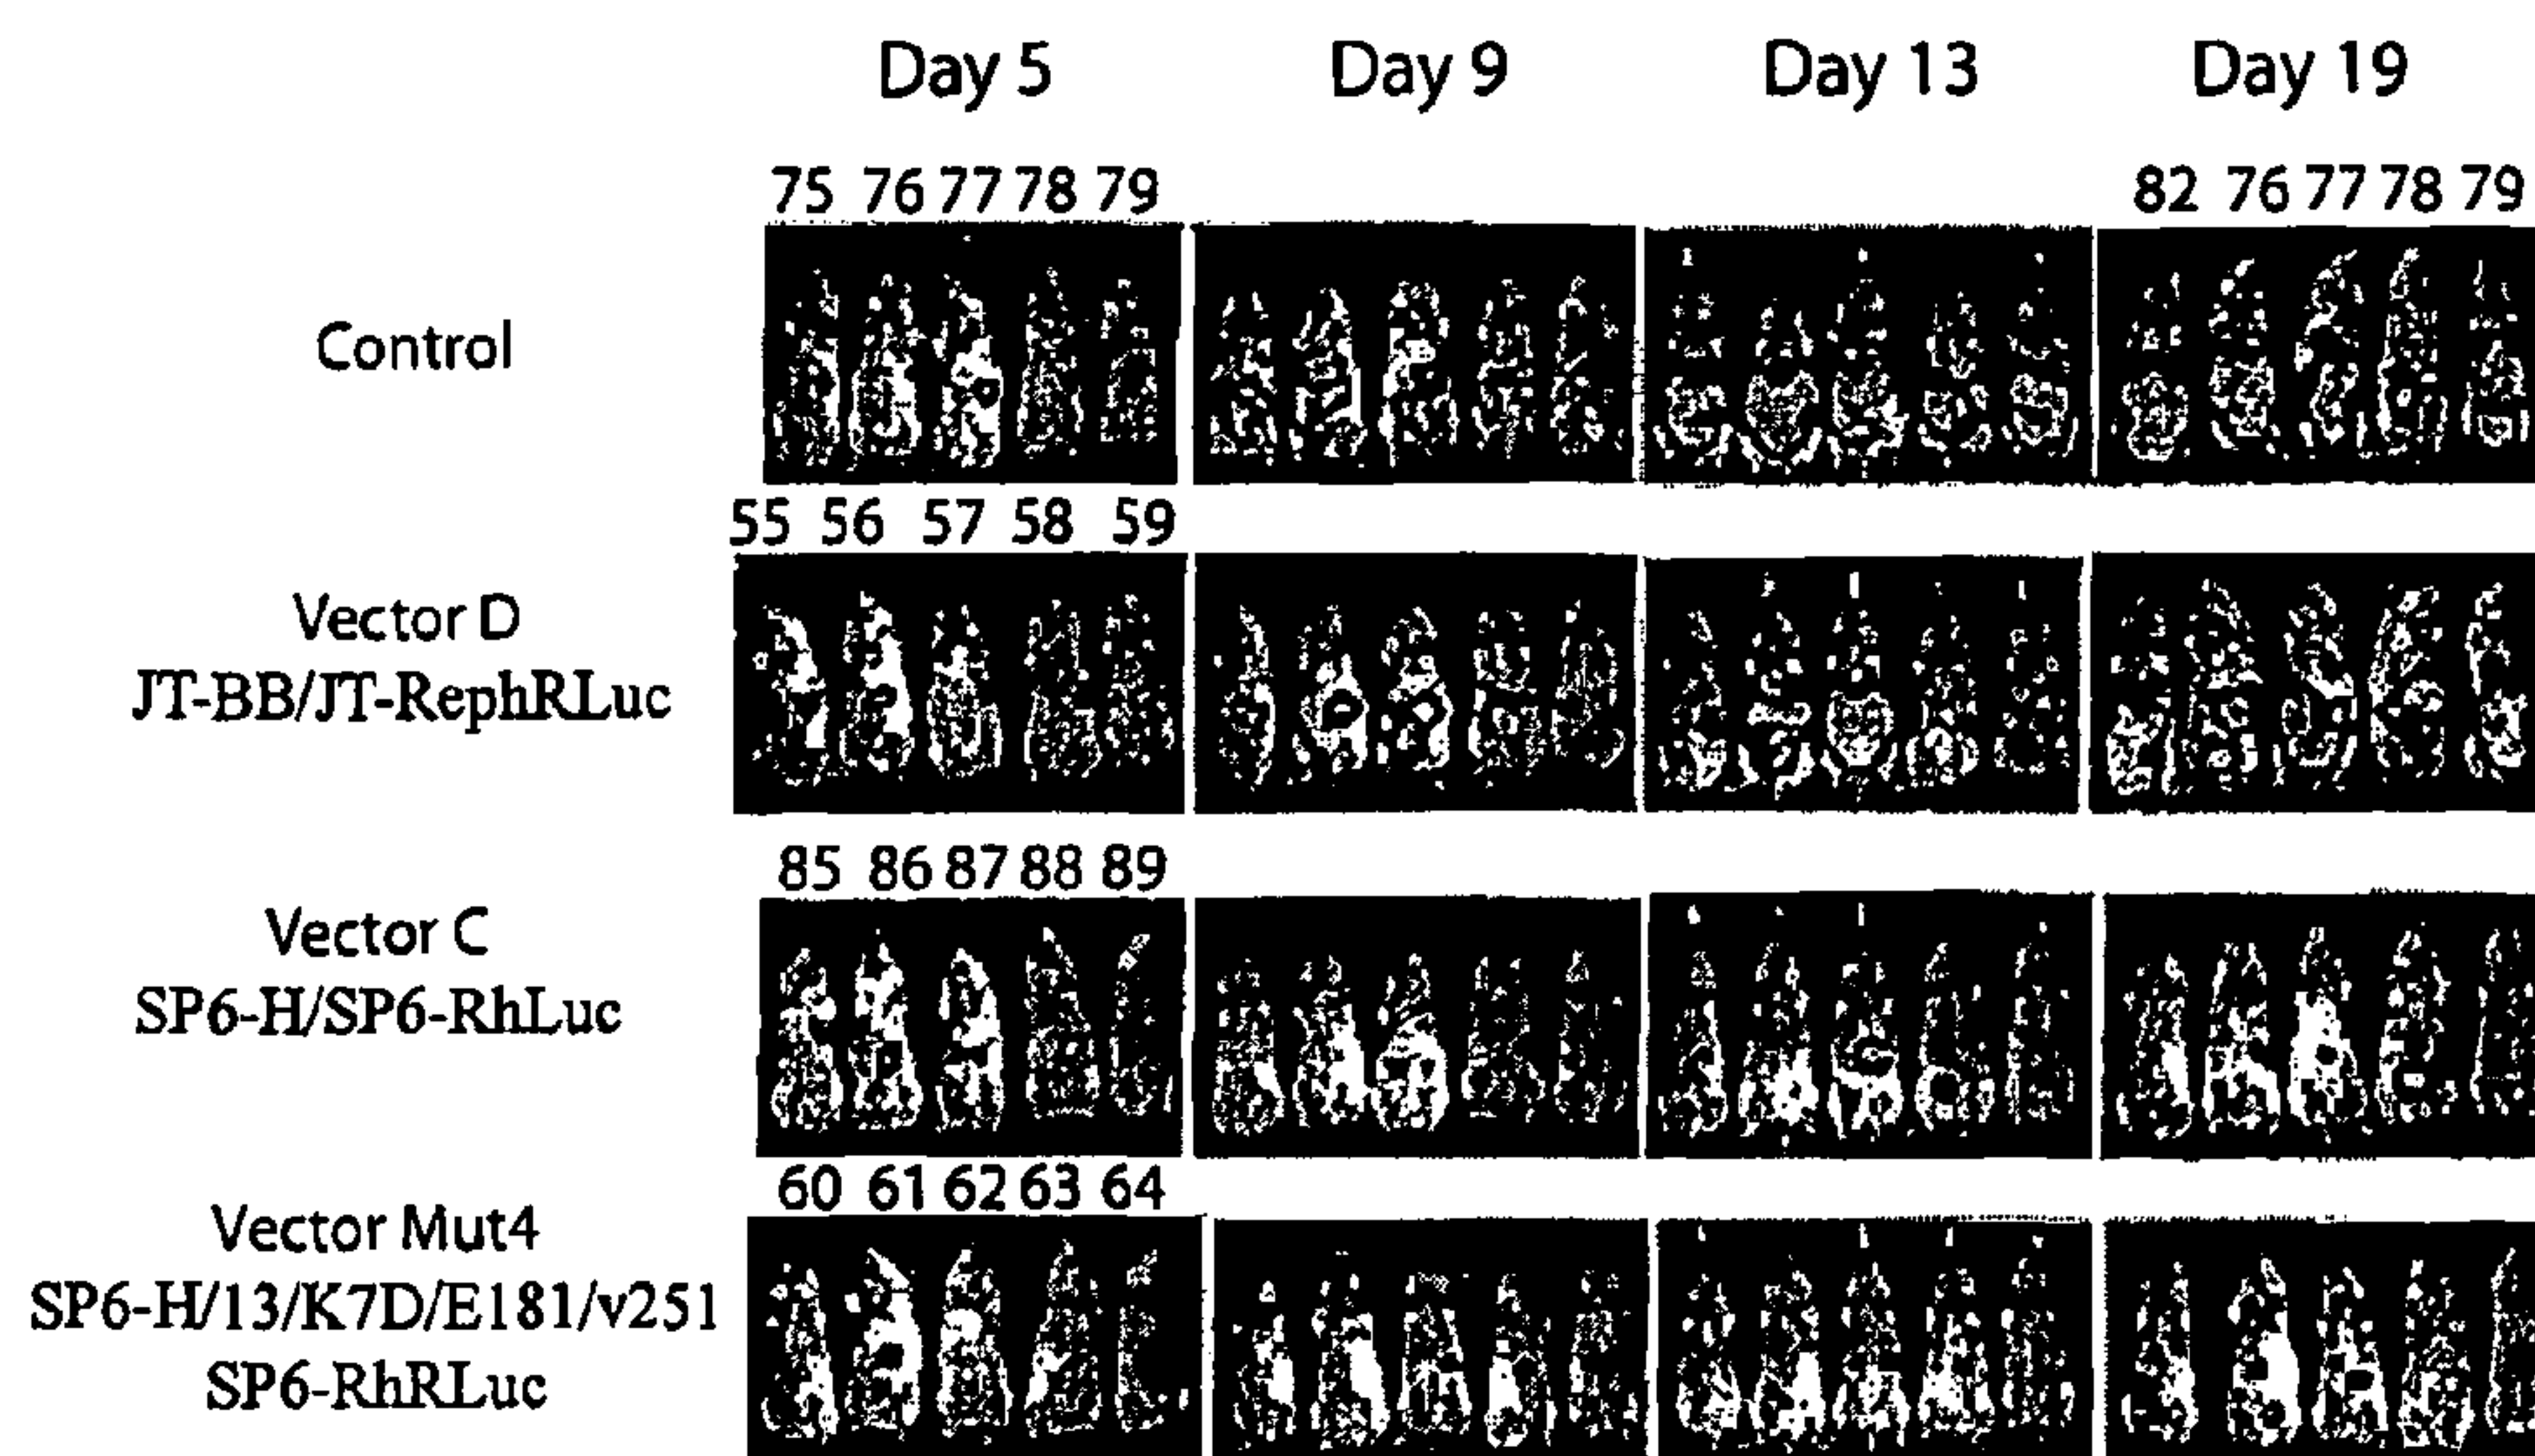 Day 5 Day 9 Day 13 Day 19
75 76 77 78 79 82 76 77 78 79
Control
55 56 57 58 59
Vector D
JT-BB/JT-RephRLuc
85 86 87 88 89
Vector C
SP6-H/SP6-RhLuc
60 61 62 63 64
Vector Mut4
SP6-H/13/K7D/E181/v251
SP6-RhRLuc